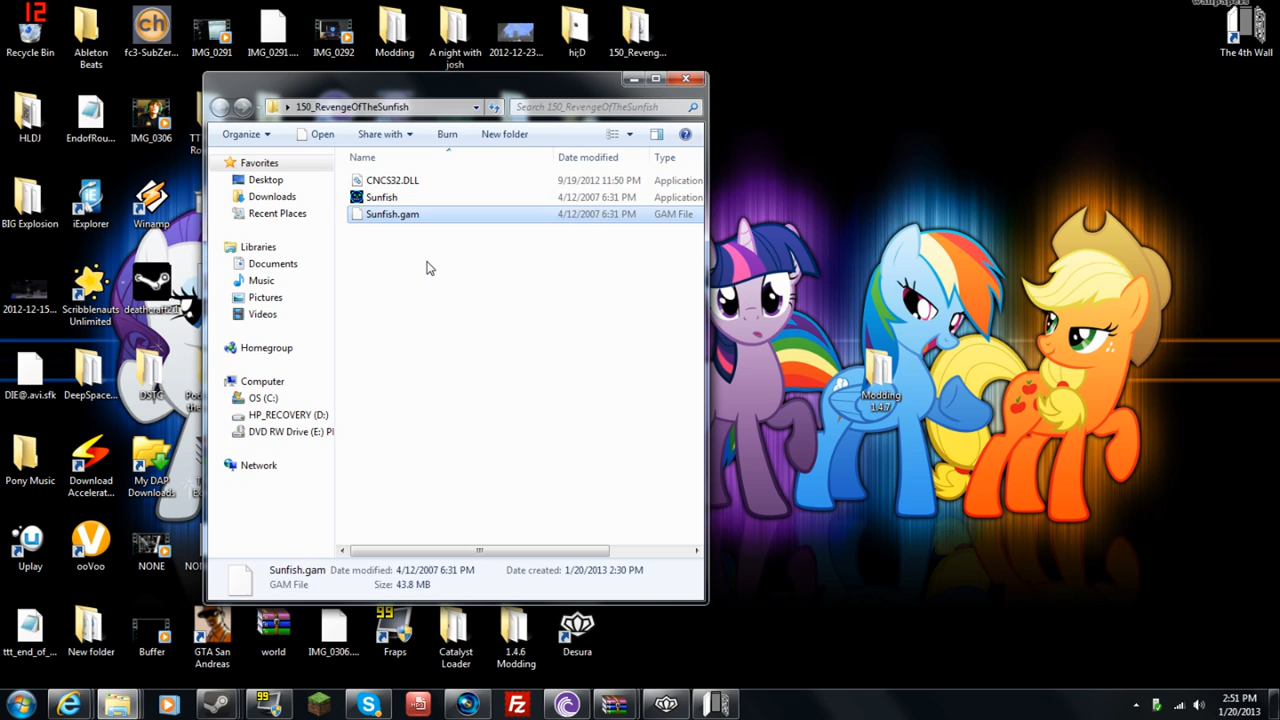 12
Wallpapers
Recycle Bin
Ableton Beats
ch
fc3-SubZer...
IMG_0291
IMG_0291....
IMG_0292
Modding
A night with josh
2012-12-23...
hi;D
150_Reveng...
The 4th Wall
HLDJ
EndofRou...
IMG_0306
BIG Explosion
iExplorer
Winamp
2012-12-15...
Scribblenauts Unlimited
DIE@.avi.sfk
DeepSpace...
DSTC
Pony Music
Download Accelerat...
My DAP Downloads
Uplay
ooVoo
NONE
150_RevengeOfTheSunfish
Search 150_RevengeOfTheSunfish
Organize
Open
Share with
Burn
New folder
Name
Date modified
Type
CNCS32.DLL
9/19/2012 11:50 PM
Application
Sunfish
4/12/2007 6:31 PM
Application
Sunfish.gam
4/12/2007 6:31 PM
GAM File
Favorites
Desktop
Downloads
Recent Places
Libraries
Documents
Music
Pictures
Videos
Homegroup
Computer
OS (C:)
HP_RECOVERY (D:)
DVD RW Drive (E:) P
Network
Sunfish.gam
Date modified: 4/12/2007 6:31 PM
Date created: 1/20/2013 2:30 PM
GAM File
Size: 43.8 MB
Modding 1.4.7
ttt_end_of_...
New folder
Buffer
GTA San Andreas
world
IMG_0306....
99
Fraps
Catalyst Loader
1.4.6 Modding
Desura
99
2:51 PM
1/20/2013